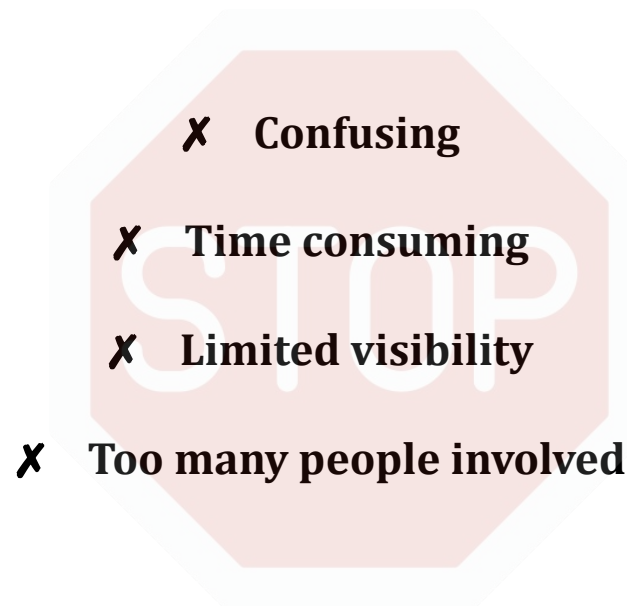 ✗ Confusing
✗ Time consuming
✗ Limited visibility
✗ Too many people involved
STOP